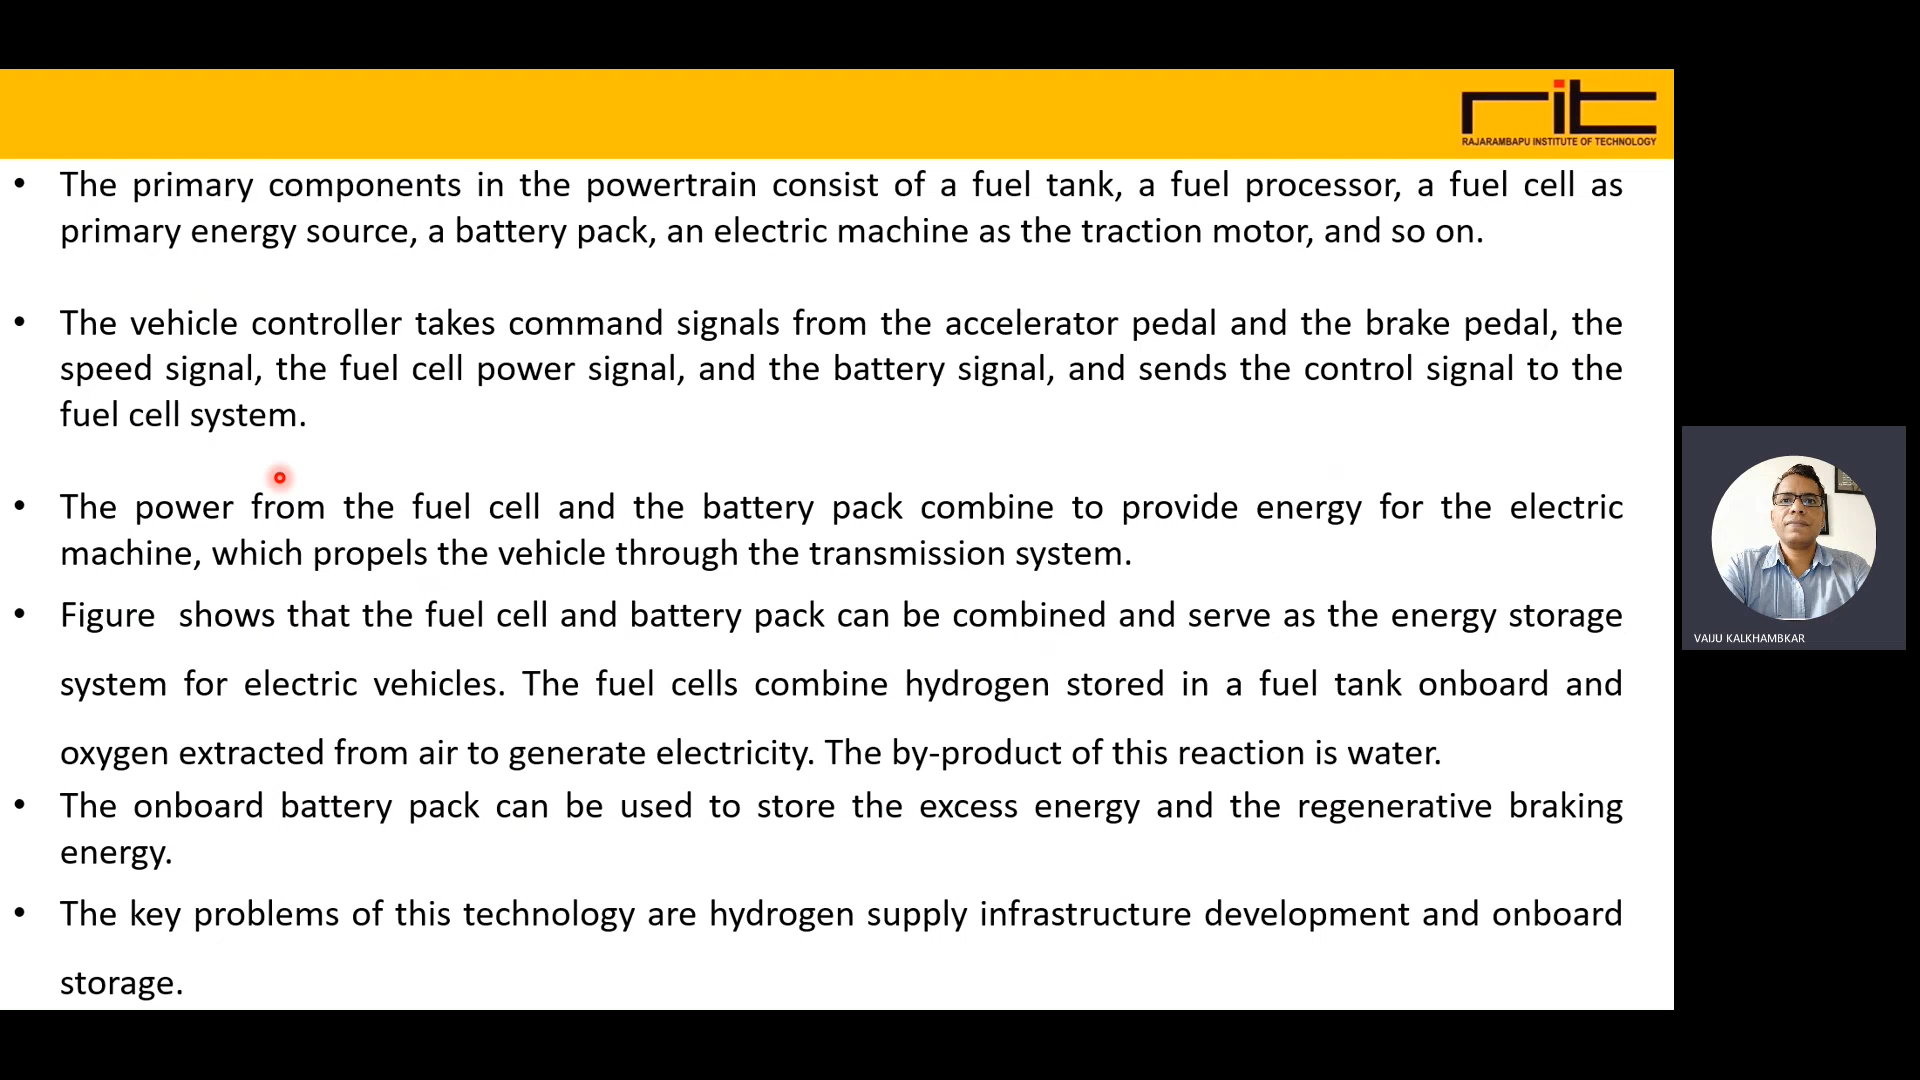 rit
RAJARAMBAPU INSTITUTE OF TECHNOLOGY
• The primary components in the powertrain consist of a fuel tank, a fuel processor, a fuel cell as
primary energy source, a battery pack, an electric machine as the traction motor, and so on.
• The vehicle controller takes command signals from the accelerator pedal and the brake pedal, the
speed signal, the fuel cell power signal, and the battery signal, and sends the control signal to the
fuel cell system.
• The power from the fuel cell and the battery pack combine to provide energy for the electric
machine, which propels the vehicle through the transmission system.
• Figure shows that the fuel cell and battery pack can be combined and serve as the energy storage
system for electric vehicles. The fuel cells combine hydrogen stored in a fuel tank onboard and
oxygen extracted from air to generate electricity. The by-product of this reaction is water.
• The onboard battery pack can be used to store the excess energy and the regenerative braking
energy.
• The key problems of this technology are hydrogen supply infrastructure development and onboard
storage.
VAIJU KALKHAMBKAR